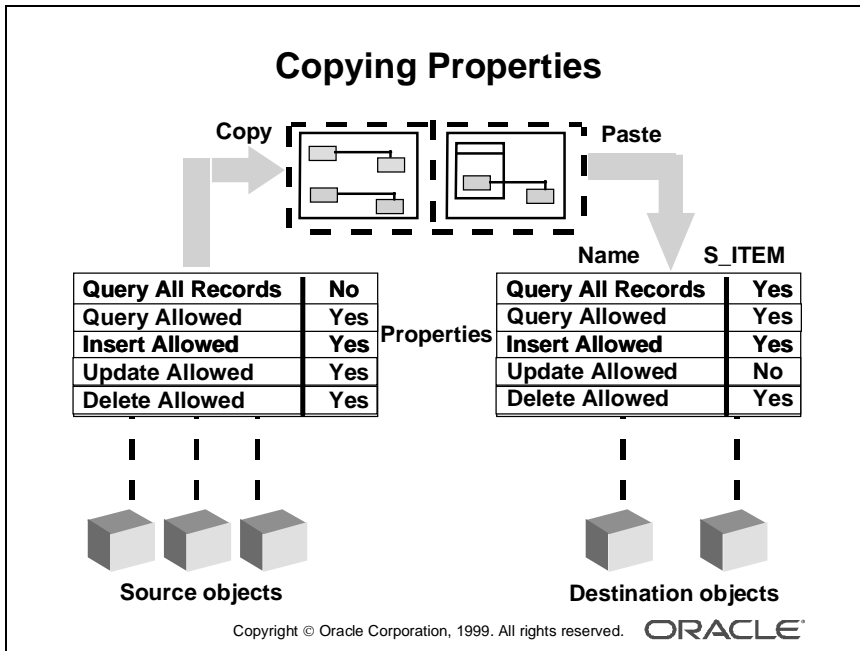 Copying Properties
Copy
Paste
Name S_ITEM
Query All Records No
Query Allowed Yes
Insert Allowed Yes
Update Allowed Yes
Delete Allowed Yes
Properties
Query All Records Yes
Query Allowed Yes
Insert Allowed Yes
Update Allowed No
Delete Allowed Yes
Source objects
Destination objects
Copyright © Oracle Corporation, 1999. All rights reserved. ORACLE®